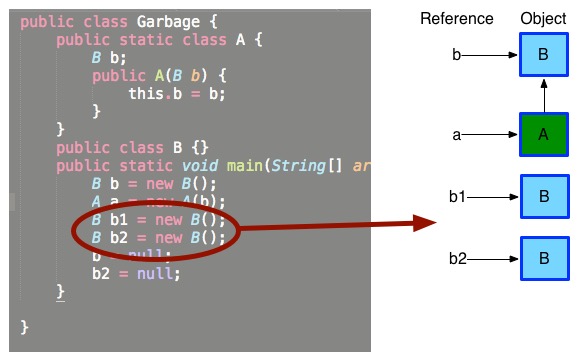 public class Garbage {
public static class A {
B b;
public A(B b) {
this.b = b;
}
}
public class B {}
public static void main(String[] ar
B b = new B();
A a = new A(b);
B b1 = new B();
B b2 = new B();
b = null;
b2 = null;
}
}
Reference Object
b B
a A
b1 B
b2 B